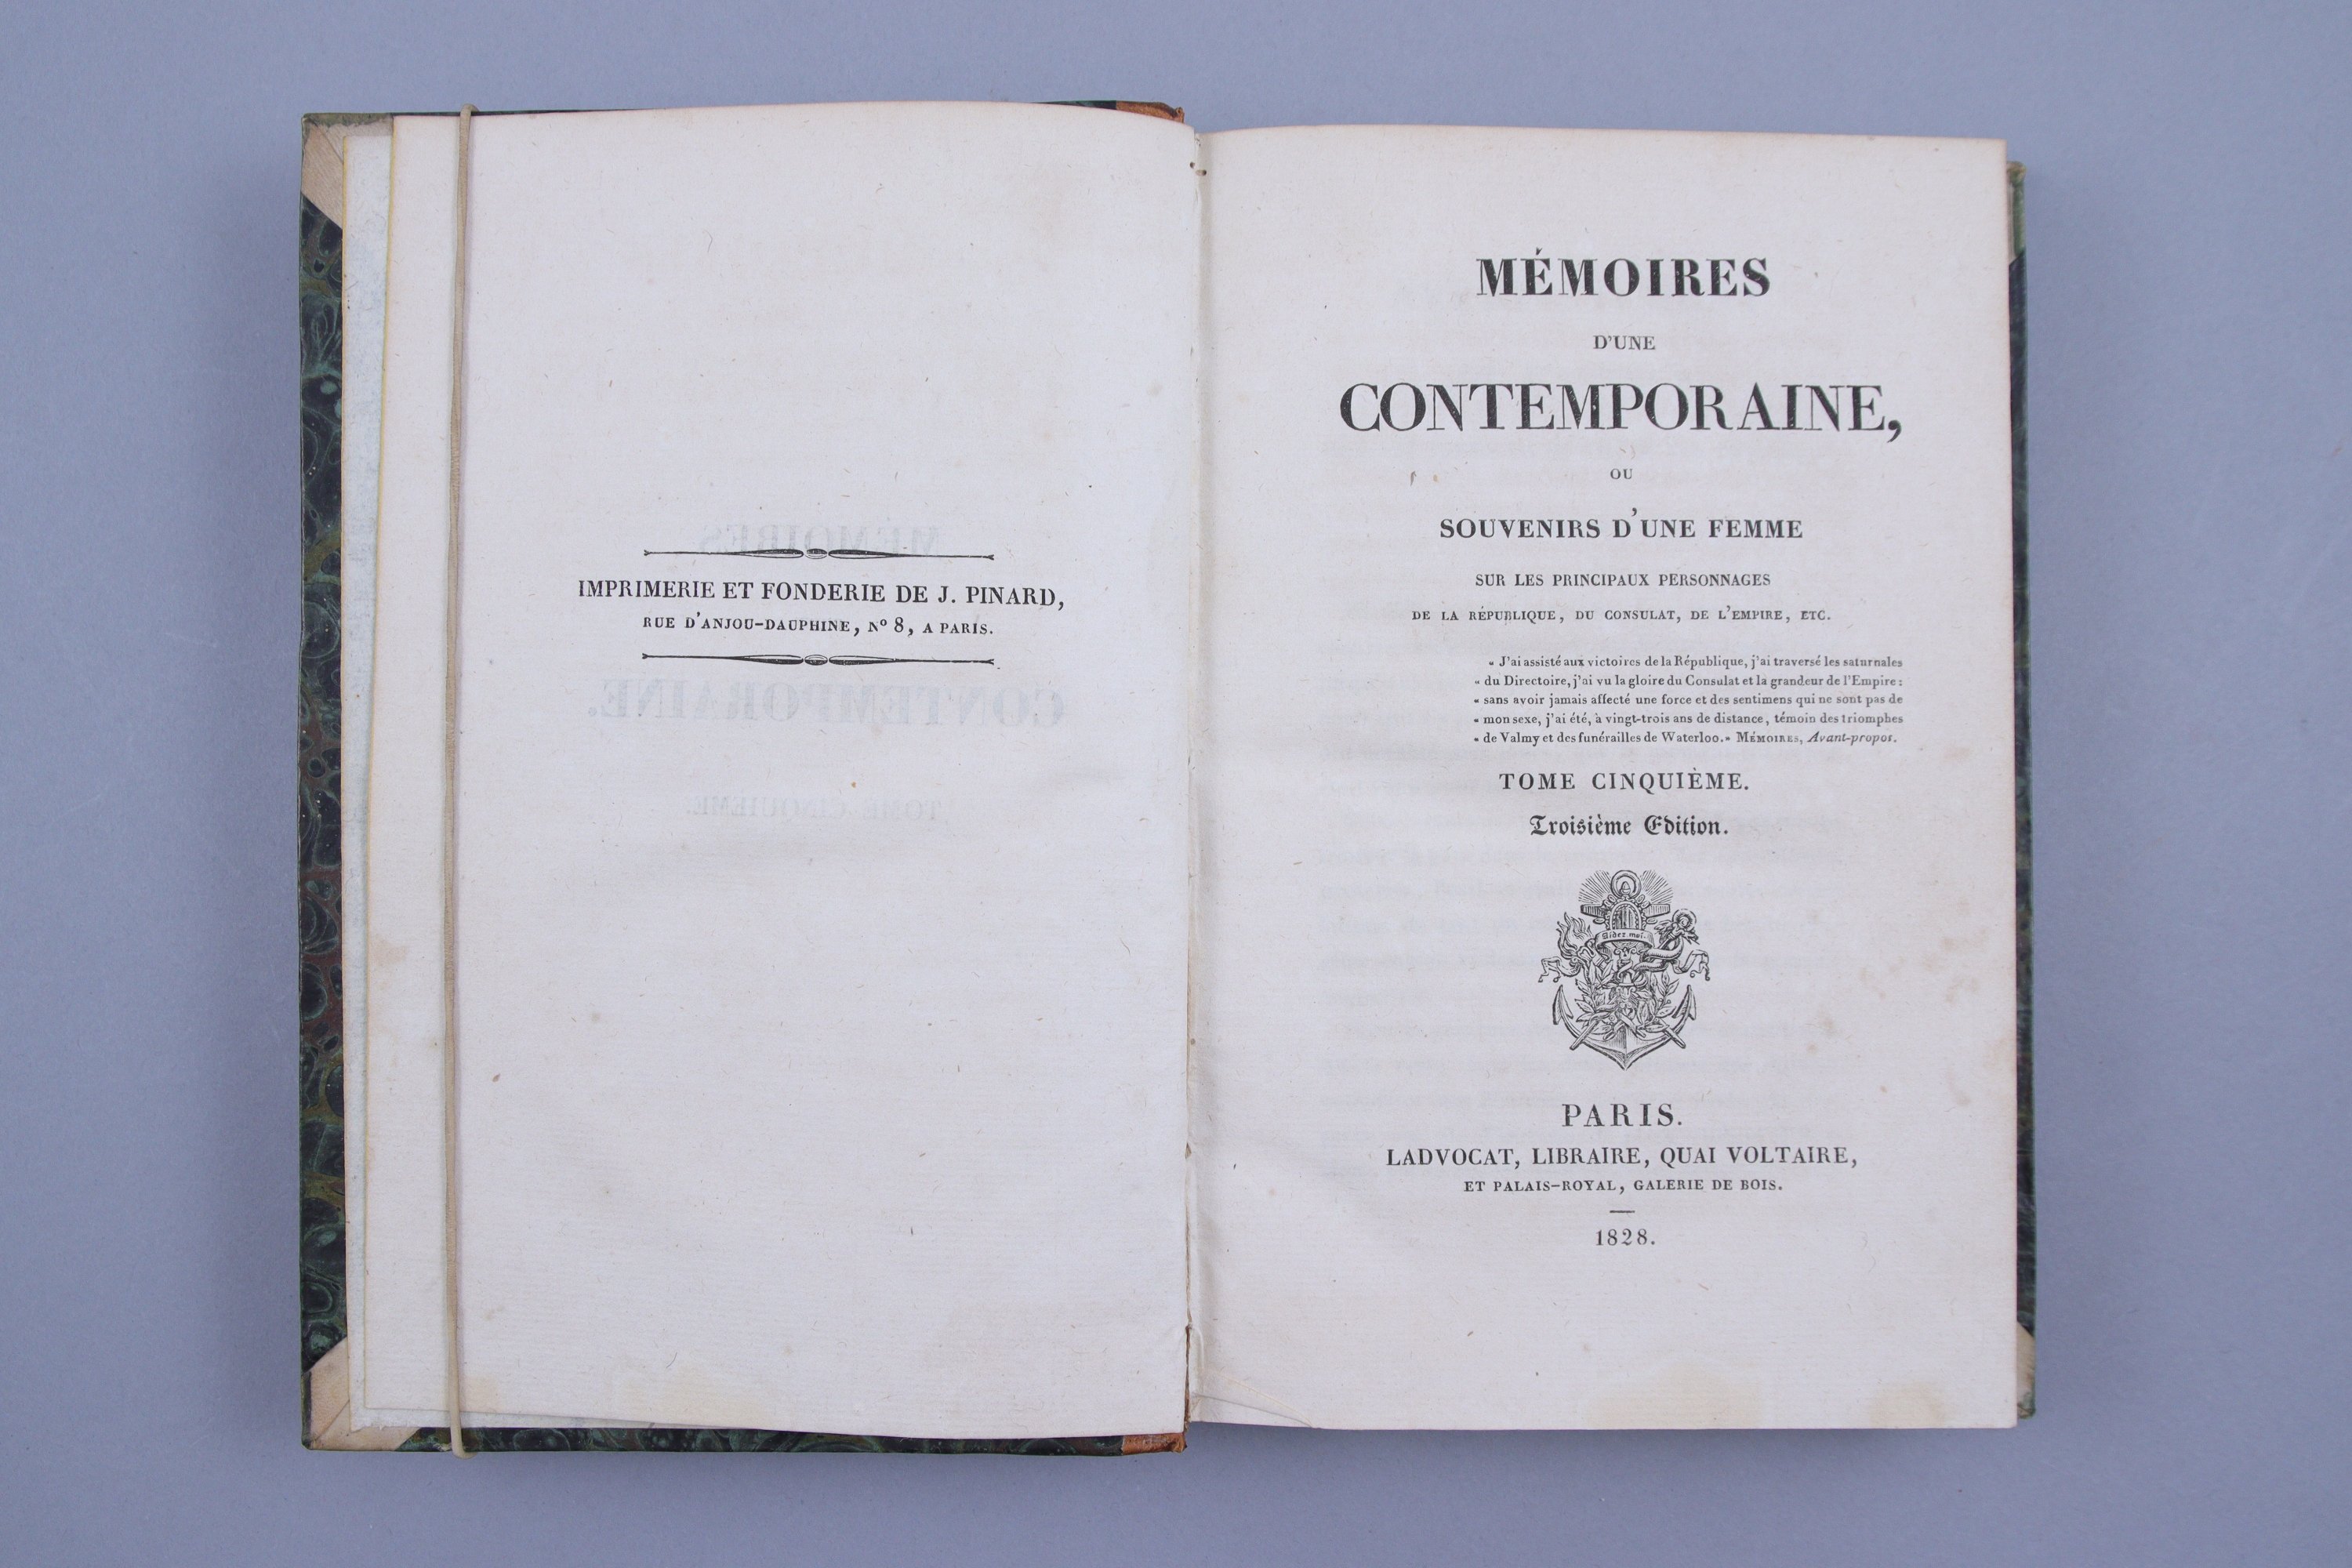 IMPRIMERIE ET FONDERIE DE J. PINARD,
RUE D'ANJOU-DAUPHINE, Nº 8, A PARIS.
MÉMOIRES
D'UNE
CONTEMPORAINE,
OU
SOUVENIRS D'UNE FEMME
SUR LES PRINCIPAUX PERSONNAGES
DE LA RÉPUBLIQUE, DU CONSULAT, DE L'EMPIRE, ETC.
« J'ai assisté aux victoires de la République, j'ai traversé les saturnales
« du Directoire, j'ai vu la gloire du Consulat et la grandeur de l'Empire :
« sans avoir jamais affecté une force et des sentimens qui ne sont pas de
« mon sexe, j'ai été, à vingt-trois ans de distance, témoin des triomphes
« de Valmy et des funérailles de Waterloo. » MÉMOIRES, Avant-propos.
TOME CINQUIÈME.
Troisième Edition.
Aidez moi.
PARIS.
LADVOCAT, LIBRAIRE, QUAI VOLTAIRE,
ET PALAIS-ROYAL, GALERIE DE BOIS.
1828.